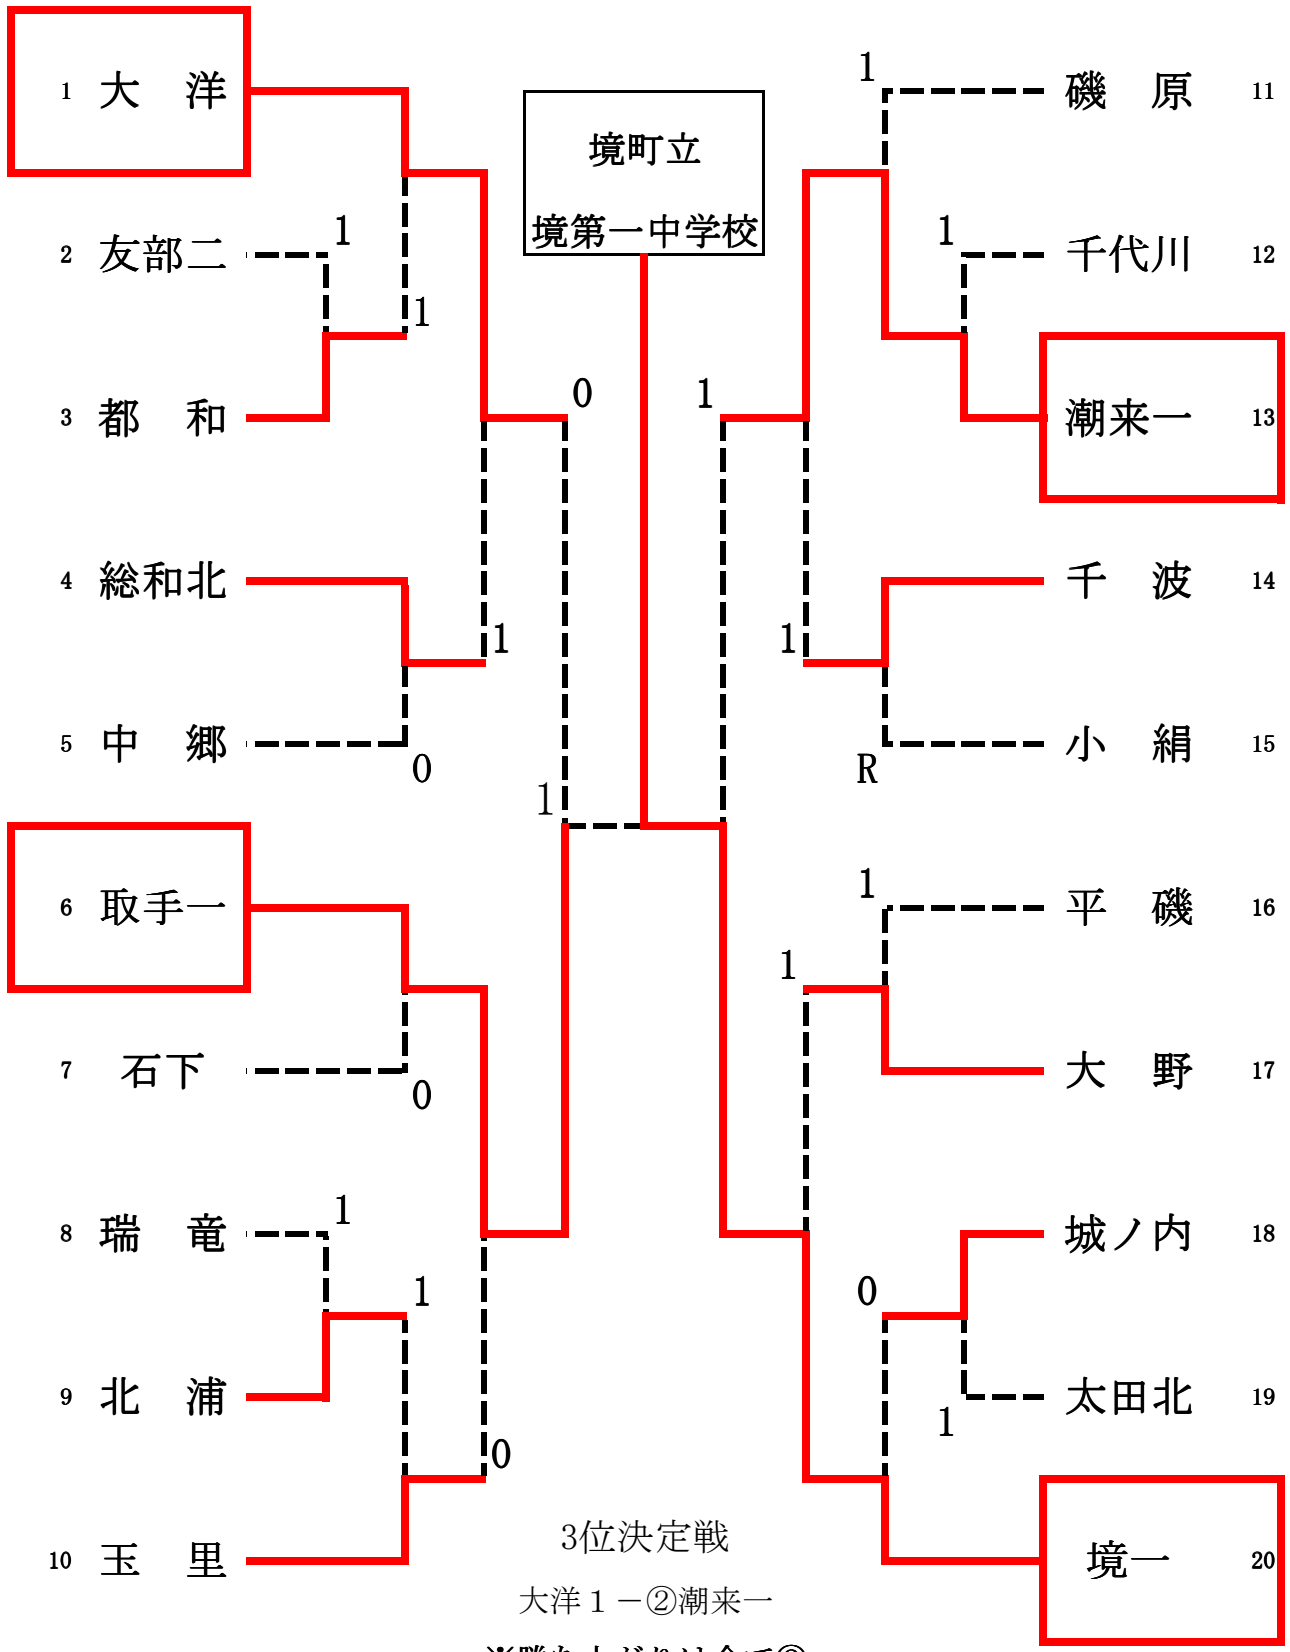 境町立
境第一中学校
1 大　洋
2 友部二
3 都　和
4 総和北
5 中　郷
6 取手一
7 石下
8 瑞　竜
9 北　浦
10 玉　里
1
1
0
1
0
1
0
1
1
0
磯　原 11
千代川 12
潮来一 13
千　波 14
小　絹 15
平　磯 16
大　野 17
城ノ内 18
太田北 19
境一 20
1
1
1
1
R
1
1
0
1
3位決定戦
大洋１－②潮来一